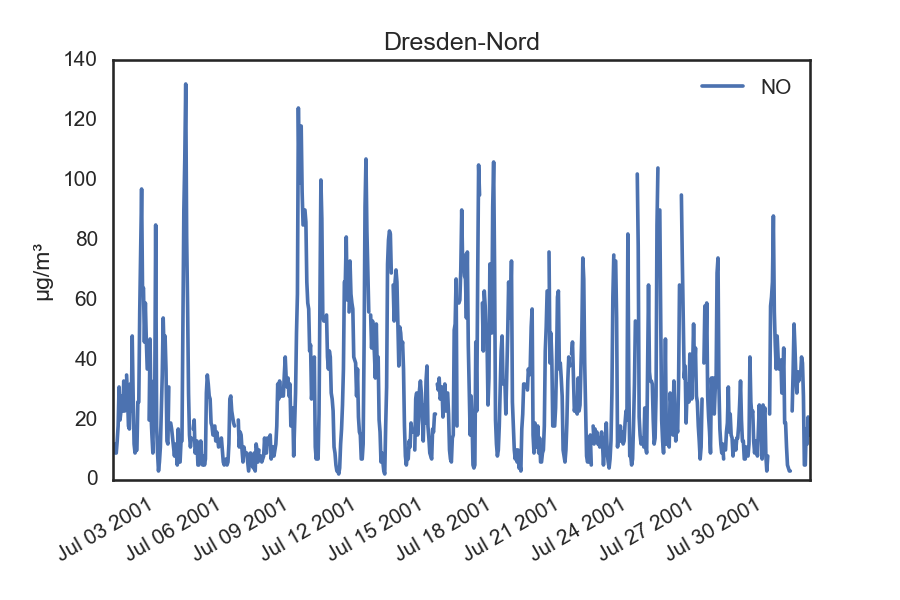 Dresden-Nord
140
120
100
80
60
40
20
0
µg/m³
NO
Jul 03 2001
Jul 06 2001
Jul 09 2001
Jul 12 2001
Jul 15 2001
Jul 18 2001
Jul 21 2001
Jul 24 2001
Jul 27 2001
Jul 30 2001